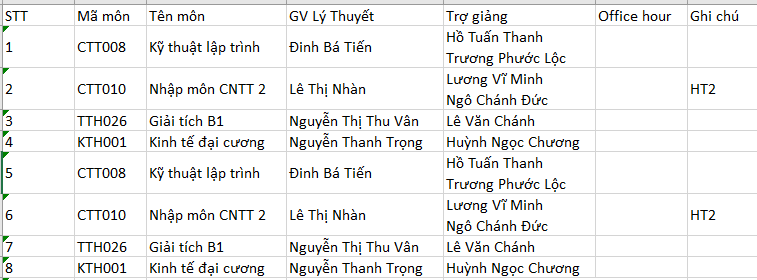 STT Mã môn Tên môn GV Lý Thuyết Trợ giảng Office hour Ghi chú
1 CTT008 Kỹ thuật lập trình Đinh Bá Tiến Hồ Tuấn Thanh
Trương Phước Lộc
2 CTT010 Nhập môn CNTT 2 Lê Thị Nhàn Lương Vĩ Minh HT2
Ngô Chánh Đức
3 TTH026 Giải tích B1 Nguyễn Thị Thu Vân Lê Văn Chánh
4 KTH001 Kinh tế đại cương Nguyễn Thanh Trọng Huỳnh Ngọc Chương
5 CTT008 Kỹ thuật lập trình Đinh Bá Tiến Hồ Tuấn Thanh
Trương Phước Lộc
6 CTT010 Nhập môn CNTT 2 Lê Thị Nhàn Lương Vĩ Minh HT2
Ngô Chánh Đức
7 TTH026 Giải tích B1 Nguyễn Thị Thu Vân Lê Văn Chánh
8 KTH001 Kinh tế đại cương Nguyễn Thanh Trọng Huỳnh Ngọc Chương